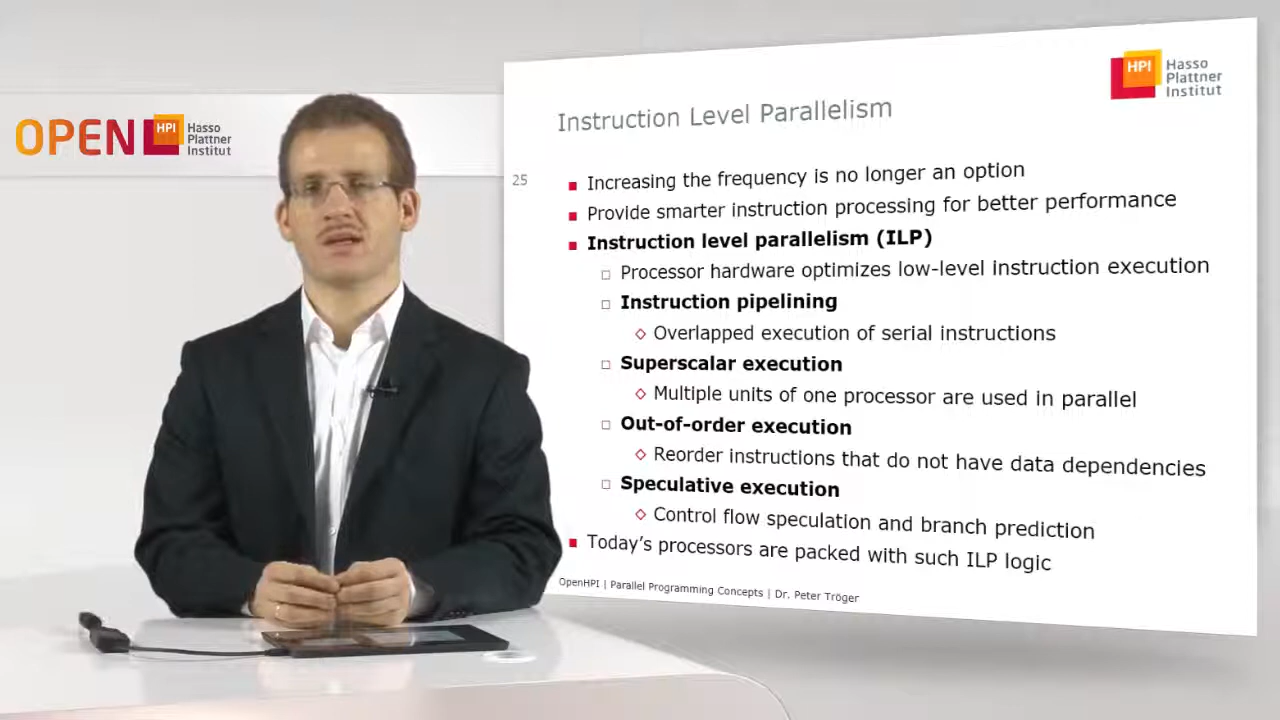 OPEN HPI Hasso
Plattner
Institut
HPI Hasso
Plattner
Institut
Instruction Level Parallelism
25
Increasing the frequency is no longer an option
Provide smarter instruction processing for better performance
Instruction level parallelism (ILP)
Processor hardware optimizes low-level instruction execution
Instruction pipelining
Overlapped execution of serial instructions
Superscalar execution
Multiple units of one processor are used in parallel
Out-of-order execution
Reorder instructions that do not have data dependencies
Speculative execution
Control flow speculation and branch prediction
Today's processors are packed with such ILP logic
OpenHPI | Parallel Programming Concepts | Dr. Peter Tröger